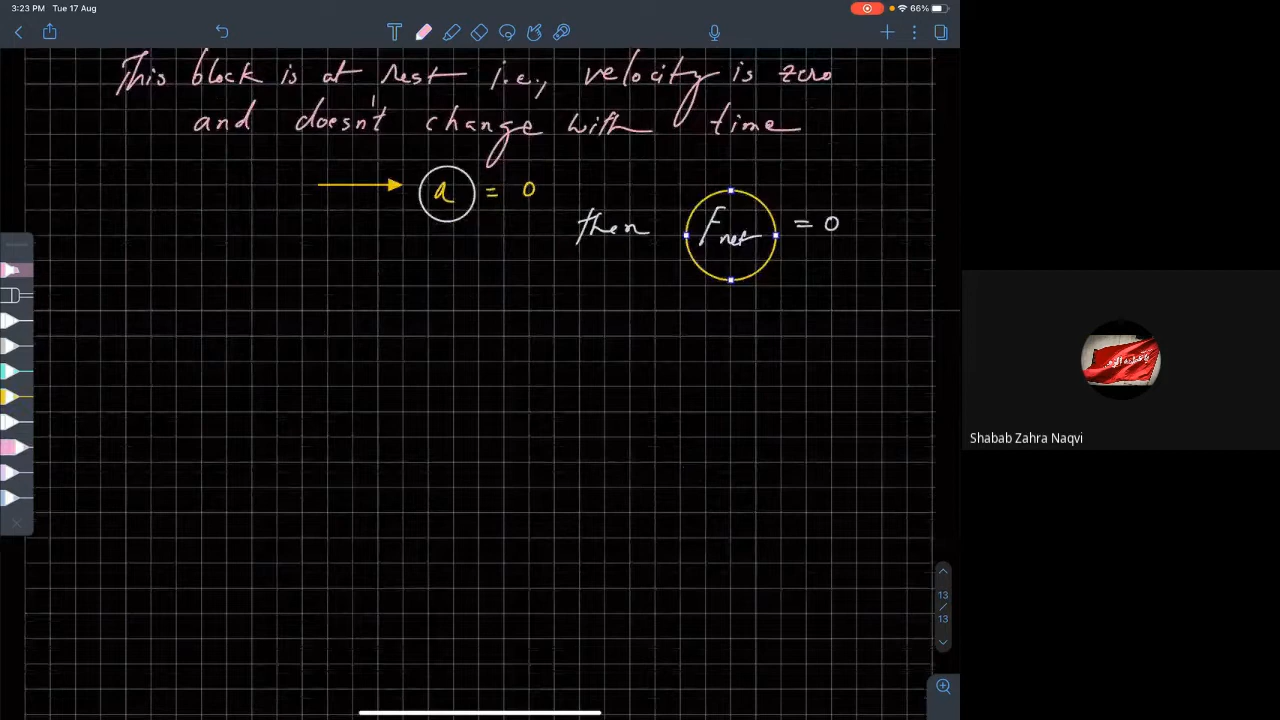 3:23 PM Tue 17 Aug
66%
This block is at rest i.e., velocity is zero
and doesn't change with time
a = 0
then Fnet = 0
Shabab Zahra Naqvi
13
/
13